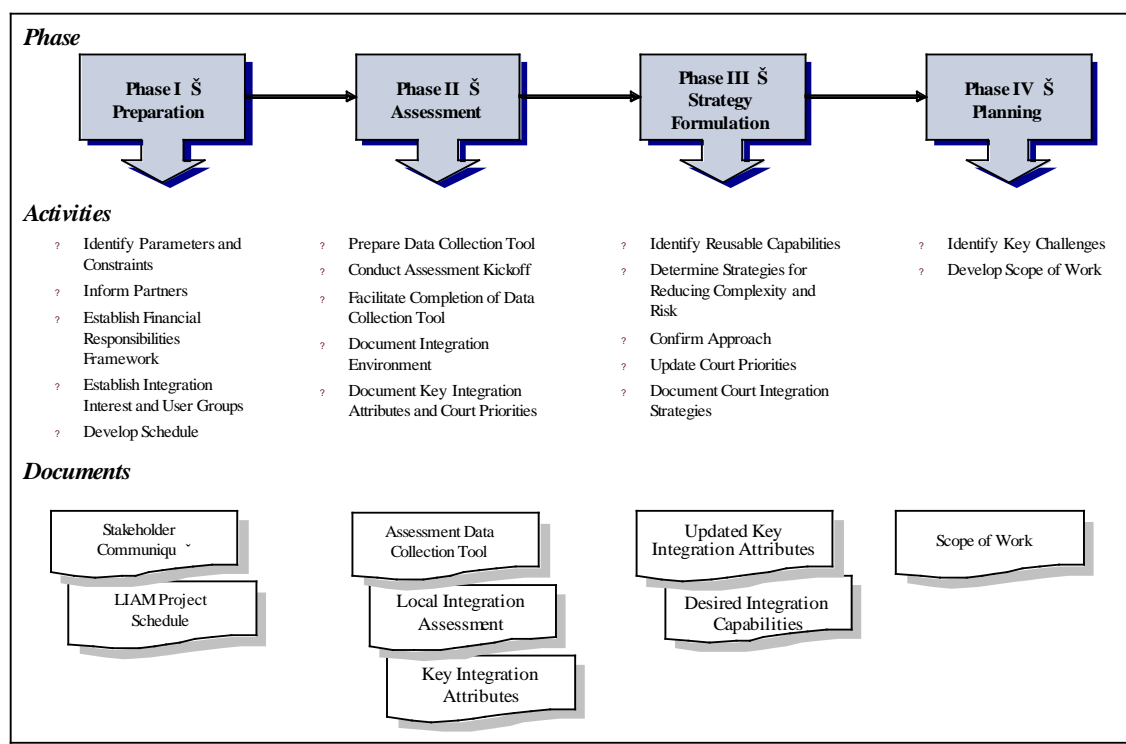 Phase
Phase I Š
Preparation
Phase II Š
Assessment
Phase III Š
Strategy
Formulation
Phase IV Š
Planning
Activities
? Identify Parameters and
Constraints
? Inform Partners
? Establish Financial
Responsibilities
Framework
? Establish Integration
Interest and User Groups
? Develop Schedule
? Prepare Data Collection Tool
? Conduct Assessment Kickoff
? Facilitate Completion of Data
Collection Tool
? Document Integration
Environment
? Document Key Integration
Attributes and Court Priorities
? Identify Reusable Capabilities
? Determine Strategies for
Reducing Complexity and
Risk
? Confirm Approach
? Update Court Priorities
? Document Court Integration
Strategies
? Identify Key Challenges
? Develop Scope of Work
Documents
Stakeholder
Communiqu ˇ
LIAM Project
Schedule
Assessment Data
Collection Tool
Local Integration
Assessment
Key Integration
Attributes
Updated Key
Integration Attributes
Desired Integration
Capabilities
Scope of Work